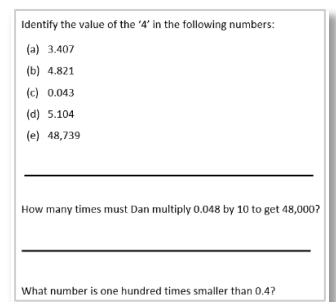 Identify the value of the ‘4’ in the following numbers:
(a) 3.407
(b) 4.821
(c) 0.043
(d) 5.104
(e) 48,739
How many times must Dan multiply 0.048 by 10 to get 48,000?
What number is one hundred times smaller than 0.4?